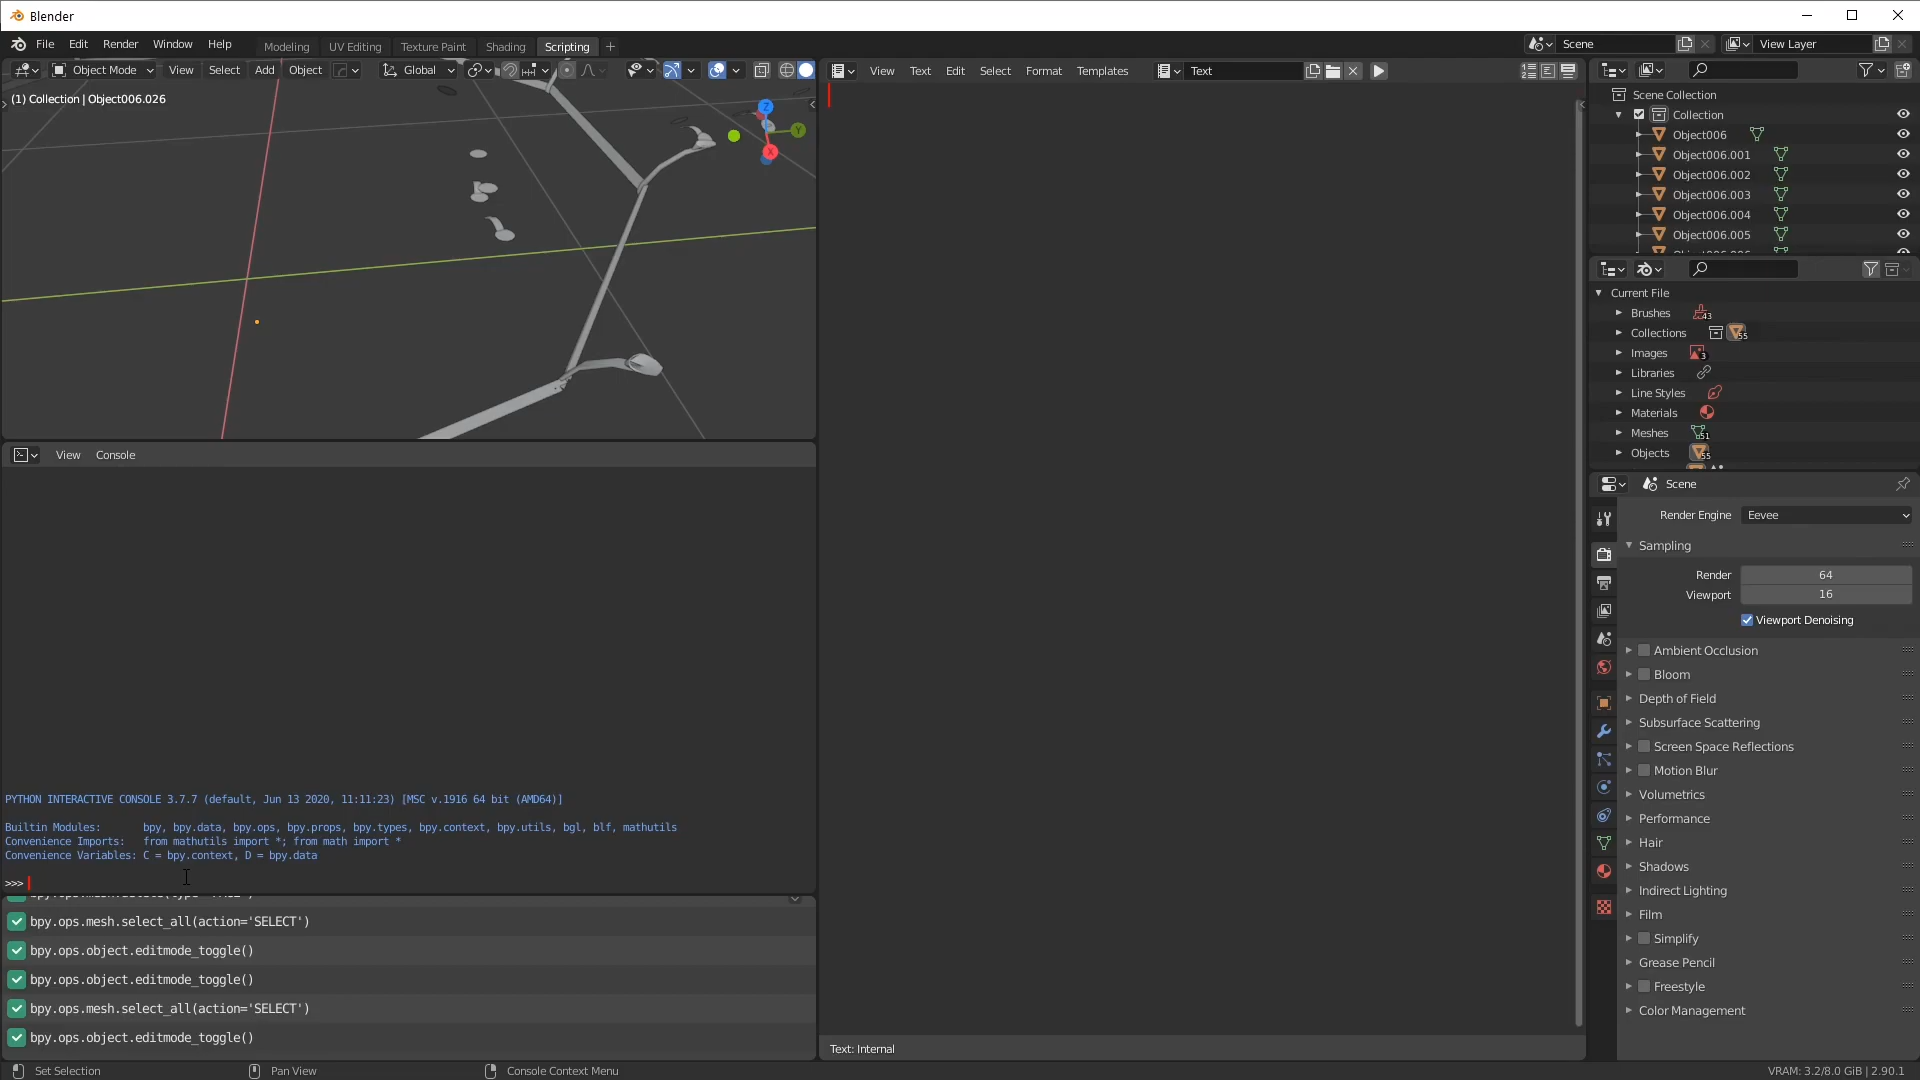 Blender
File Edit Render Window Help
Modeling UV Editing Texture Paint Shading Scripting +
Scene
View Layer
Object Mode View Select Add Object Global
(1) Collection | Object006.026
Z
Y
X
View Text Edit Select Format Templates Text
Text: Internal
View Console
PYTHON INTERACTIVE CONSOLE 3.7.7 (default, Jun 13 2020, 11:11:23) [MSC v.1916 64 bit (AMD64)]
Builtin Modules: bpy, bpy.data, bpy.ops, bpy.props, bpy.types, bpy.context, bpy.utils, bgl, blf, mathutils
Convenience Imports: from mathutils import *; from math import *
Convenience Variables: C = bpy.context, D = bpy.data
>>>
bpy.ops.mesh.select_all(action='SELECT')
bpy.ops.object.editmode_toggle()
bpy.ops.object.editmode_toggle()
bpy.ops.mesh.select_all(action='SELECT')
bpy.ops.object.editmode_toggle()
Scene Collection
Collection
Object006
Object006.001
Object006.002
Object006.003
Object006.004
Object006.005
Current File
Brushes 43
Collections 55
Images 3
Libraries
Line Styles
Materials
Meshes 51
Objects 55
Scene
Render Engine Eevee
Sampling
Render 64
Viewport 16
Viewport Denoising
Ambient Occlusion
Bloom
Depth of Field
Subsurface Scattering
Screen Space Reflections
Motion Blur
Volumetrics
Performance
Hair
Shadows
Indirect Lighting
Film
Simplify
Grease Pencil
Freestyle
Color Management
Set Selection Pan View Console Context Menu VRAM: 3.2/8.0 GiB | 2.90.1